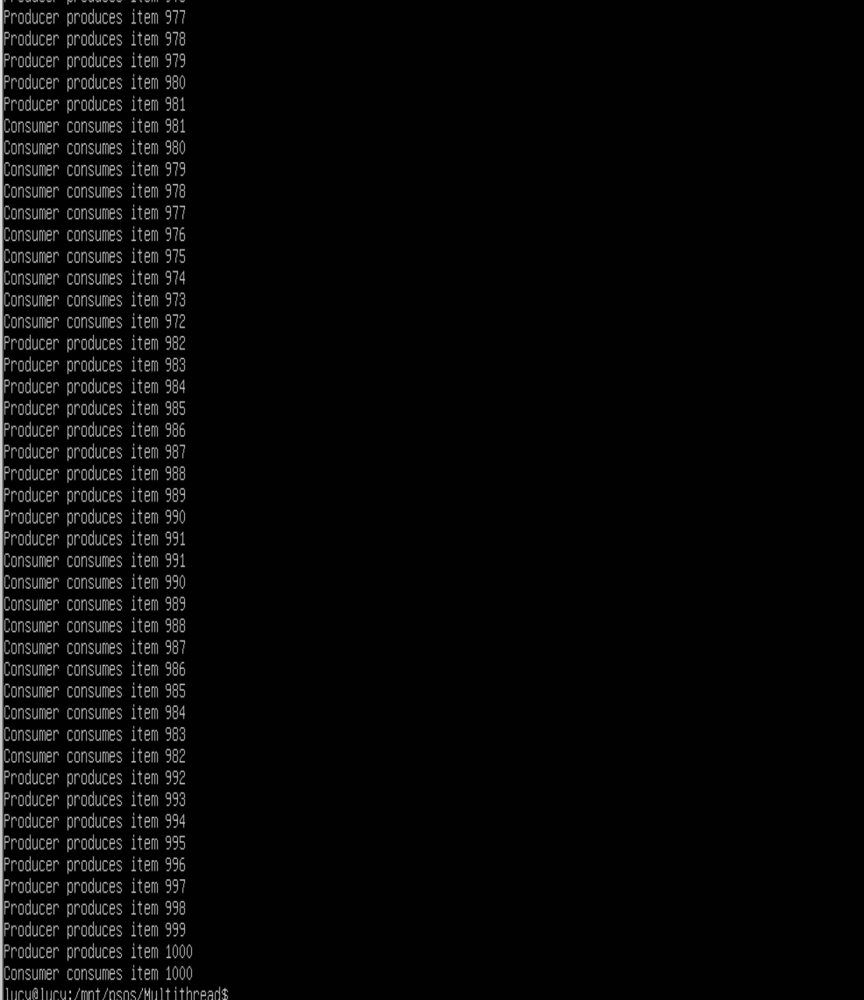 Producer produces item 976
Producer produces item 977
Producer produces item 978
Producer produces item 979
Producer produces item 980
Producer produces item 981
Consumer consumes item 981
Consumer consumes item 980
Consumer consumes item 979
Consumer consumes item 978
Consumer consumes item 977
Consumer consumes item 976
Consumer consumes item 975
Consumer consumes item 974
Consumer consumes item 973
Consumer consumes item 972
Producer produces item 982
Producer produces item 983
Producer produces item 984
Producer produces item 985
Producer produces item 986
Producer produces item 987
Producer produces item 988
Producer produces item 989
Producer produces item 990
Producer produces item 991
Consumer consumes item 991
Consumer consumes item 990
Consumer consumes item 989
Consumer consumes item 988
Consumer consumes item 987
Consumer consumes item 986
Consumer consumes item 985
Consumer consumes item 984
Consumer consumes item 983
Consumer consumes item 982
Producer produces item 992
Producer produces item 993
Producer produces item 994
Producer produces item 995
Producer produces item 996
Producer produces item 997
Producer produces item 998
Producer produces item 999
Producer produces item 1000
Consumer consumes item 1000
lucy@lucy:/mnt/psos/Multithread$